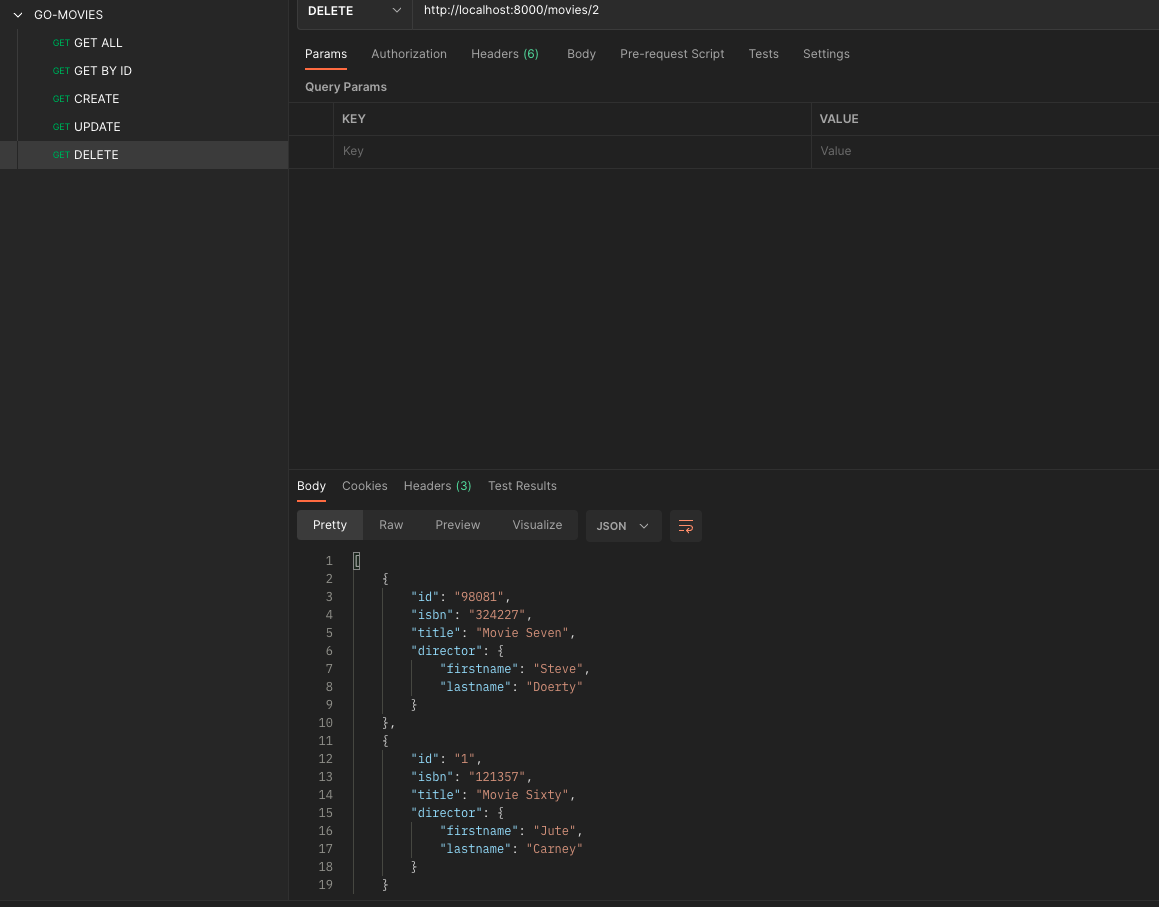 GO-MOVIES
GET GET ALL
GET GET BY ID
GET CREATE
GET UPDATE
GET DELETE
DELETE http://localhost:8000/movies/2
Params Authorization Headers (6) Body Pre-request Script Tests Settings
Query Params
KEY VALUE
Key Value
Body Cookies Headers (3) Test Results
Pretty Raw Preview Visualize JSON
1 [
2 {
3 "id": "98081",
4 "isbn": "324227",
5 "title": "Movie Seven",
6 "director": {
7 "firstname": "Steve",
8 "lastname": "Doerty"
9 }
10 },
11 {
12 "id": "1",
13 "isbn": "121357",
14 "title": "Movie Sixty",
15 "director": {
16 "firstname": "Jute",
17 "lastname": "Carney"
18 }
19 }